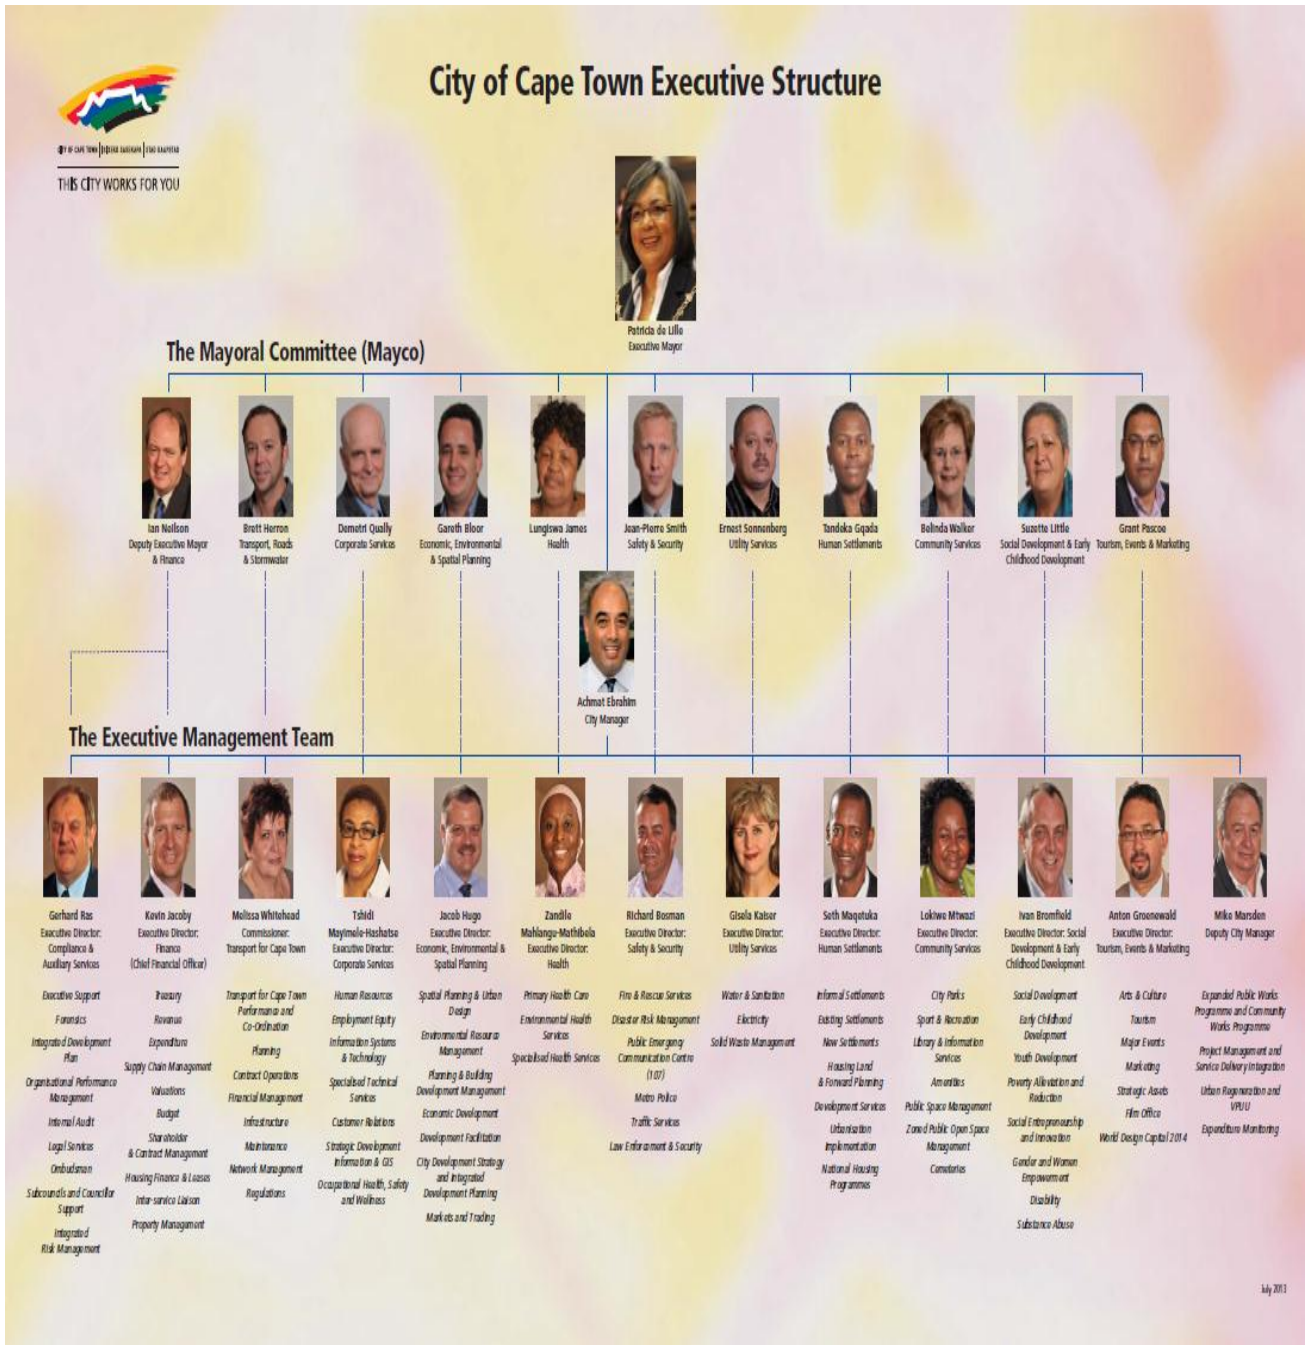 City of Cape Town Executive Structure
CITY OF CAPE TOWN | ISIXEKO SASEKAPA | STAD KAAPSTAD
THIS CITY WORKS FOR YOU
Patricia de Lille
Executive Mayor
The Mayoral Committee (Mayco)
Ian Neilson
Deputy Executive Mayor
& Finance
Brett Herron
Transport, Roads
& Stormwater
Demetri Qually
Corporate Services
Gareth Bloor
Economic, Environmental
& Spatial Planning
Lungiswa James
Health
Jean-Pierre Smith
Safety & Security
Ernest Sonnenberg
Utility Services
Tandeka Gqada
Human Settlements
Belinda Walker
Community Services
Suzette Little
Social Development & Early
Childhood Development
Grant Pascoe
Tourism, Events & Marketing
Achmat Ebrahim
City Manager
The Executive Management Team
Gerhard Ras
Executive Director:
Compliance &
Auxiliary Services
Executive Support
Forensics
Integrated Development
Plan
Organisational Performance
Management
Internal Audit
Legal Services
Ombudsman
Subcouncils and Councillor
Support
Integrated
Risk Management
Kevin Jacoby
Executive Director:
Finance
(Chief Financial Officer)
Treasury
Revenue
Expenditure
Supply Chain Management
Valuations
Budget
Shareholder
& Contract Management
Housing Finance & Leases
Inter-service Liaison
Property Management
Melissa Whitehead
Commissioner:
Transport for Cape Town
Transport for Cape Town
Performance and
Co-Ordination
Planning
Contract Operations
Financial Management
Infrastructure
Maintenance
Network Management
Regulations
Tshidi
Mayimele-Hashatse
Executive Director:
Corporate Services
Human Resources
Employment Equity
Information Systems
& Technology
Specialised Technical
Services
Customer Relations
Strategic Development
Information & GIS
Occupational Health, Safety
and Wellness
Jacob Hugo
Executive Director:
Economic, Environmental &
Spatial Planning
Spatial Planning & Urban
Design
Environmental Resource
Management
Planning & Building
Development Management
Economic Development
Development Facilitation
City Development Strategy
and Integrated
Development Planning
Markets and Trading
Zandile
Mahlangu-Mathibela
Executive Director:
Health
Primary Health Care
Environmental Health
Services
Specialised Health Services
Richard Bosman
Executive Director:
Safety & Security
Fire & Rescue Services
Disaster Risk Management
Public Emergency
Communication Centre
(107)
Metro Police
Traffic Services
Law Enforcement & Security
Gisela Kaiser
Executive Director:
Utility Services
Water & Sanitation
Electricity
Solid Waste Management
Seth Maqetuka
Executive Director:
Human Settlements
Informal Settlements
Existing Settlements
New Settlements
Housing Land
& Forward Planning
Development Services
Urbanisation
Implementation
National Housing
Programmes
Lokiwe Mtwazi
Executive Director:
Community Services
City Parks
Sport & Recreation
Library & Information
Services
Amenities
Public Space Management
Zoned Public Open Space
Management
Cemeteries
Ivan Bromfield
Executive Director: Social
Development & Early
Childhood Development
Social Development
Early Childhood
Development
Youth Development
Poverty Alleviation and
Reduction
Social Entrepreneurship
and Innovation
Gender and Women
Empowerment
Disability
Substance Abuse
Anton Groenewald
Executive Director:
Tourism, Events & Marketing
Arts & Culture
Tourism
Major Events
Marketing
Strategic Assets
Film Office
World Design Capital 2014
Mike Marsden
Deputy City Manager
Expanded Public Works
Programme and Community
Works Programme
Project Management and
Service Delivery Integration
Urban Regeneration and
VPUU
Expenditure Monitoring
July 2013